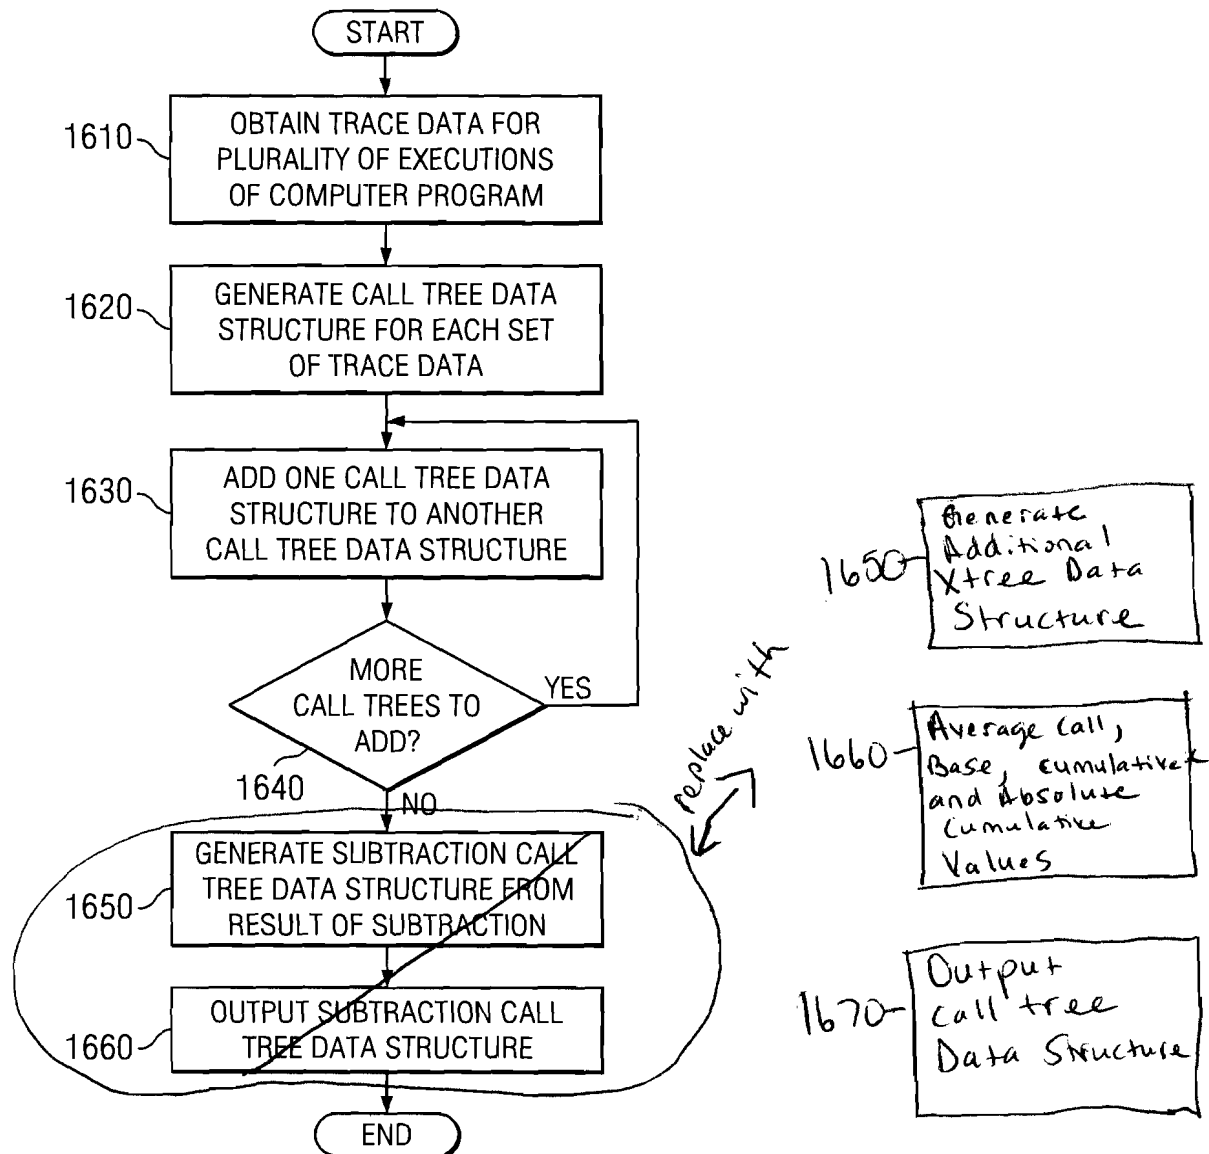 START
1610
OBTAIN TRACE DATA FOR
PLURALITY OF EXECUTIONS
OF COMPUTER PROGRAM
1620
GENERATE CALL TREE DATA
STRUCTURE FOR EACH SET
OF TRACE DATA
1630
ADD ONE CALL TREE DATA
STRUCTURE TO ANOTHER
CALL TREE DATA STRUCTURE
MORE
CALL TREES TO
ADD?
YES
1640
NO
1650
GENERATE SUBTRACTION CALL
TREE DATA STRUCTURE FROM
RESULT OF SUBTRACTION
1660
OUTPUT SUBTRACTION CALL
TREE DATA STRUCTURE
END
replace with
1650
Generate
Additional
Xtree Data
Structure
1660
Average Call,
Base, cumulative
and Absolute
Cumulative
Values
1670
Output
Call tree
Data Structure